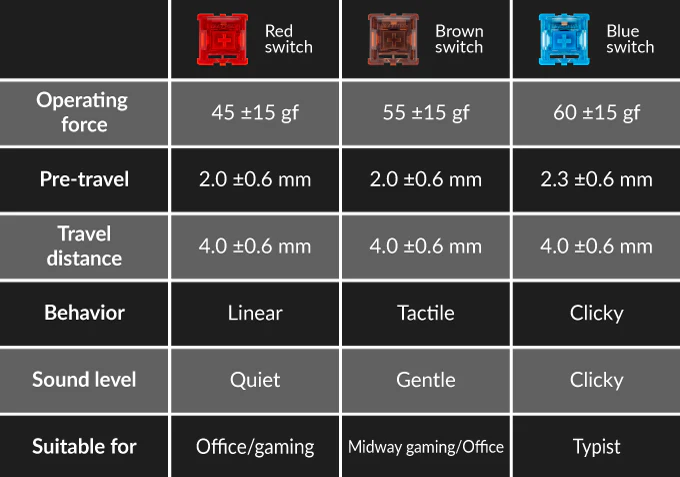 Red
switch
Brown
switch
Blue
switch
Operating
force
45 ±15 gf
55 ±15 gf
60 ±15 gf
Pre-travel
2.0 ±0.6 mm
2.0 ±0.6 mm
2.3 ±0.6 mm
Travel
distance
4.0 ±0.6 mm
4.0 ±0.6 mm
4.0 ±0.6 mm
Behavior
Linear
Tactile
Clicky
Sound level
Quiet
Gentle
Clicky
Suitable for
Office/gaming
Midway gaming/Office
Typist